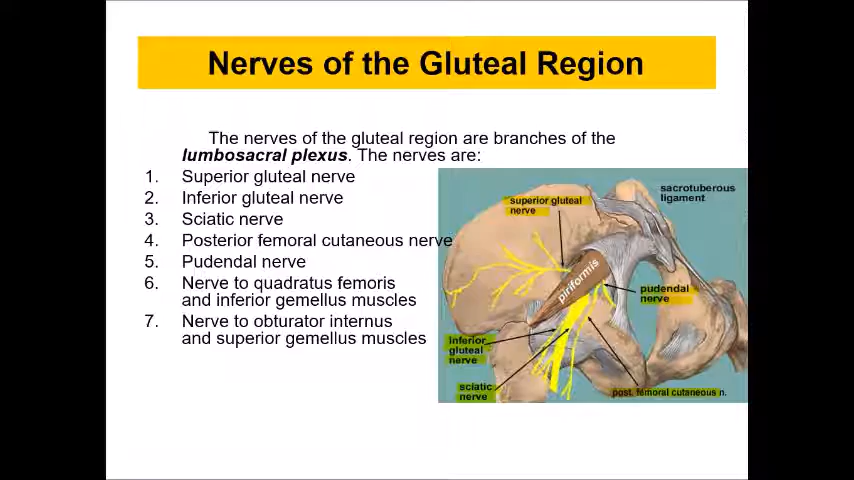 Nerves of the Gluteal Region
The nerves of the gluteal region are branches of the
lumbosacral plexus. The nerves are:
1. Superior gluteal nerve
2. Inferior gluteal nerve
3. Sciatic nerve
4. Posterior femoral cutaneous nerve
5. Pudendal nerve
6. Nerve to quadratus femoris
and inferior gemellus muscles
7. Nerve to obturator internus
and superior gemellus muscles
superior gluteal
nerve
sacrotuberous
ligament
piriformis
pudendal
nerve
inferior
gluteal
nerve
sciatic
nerve
post. femoral cutaneous n.